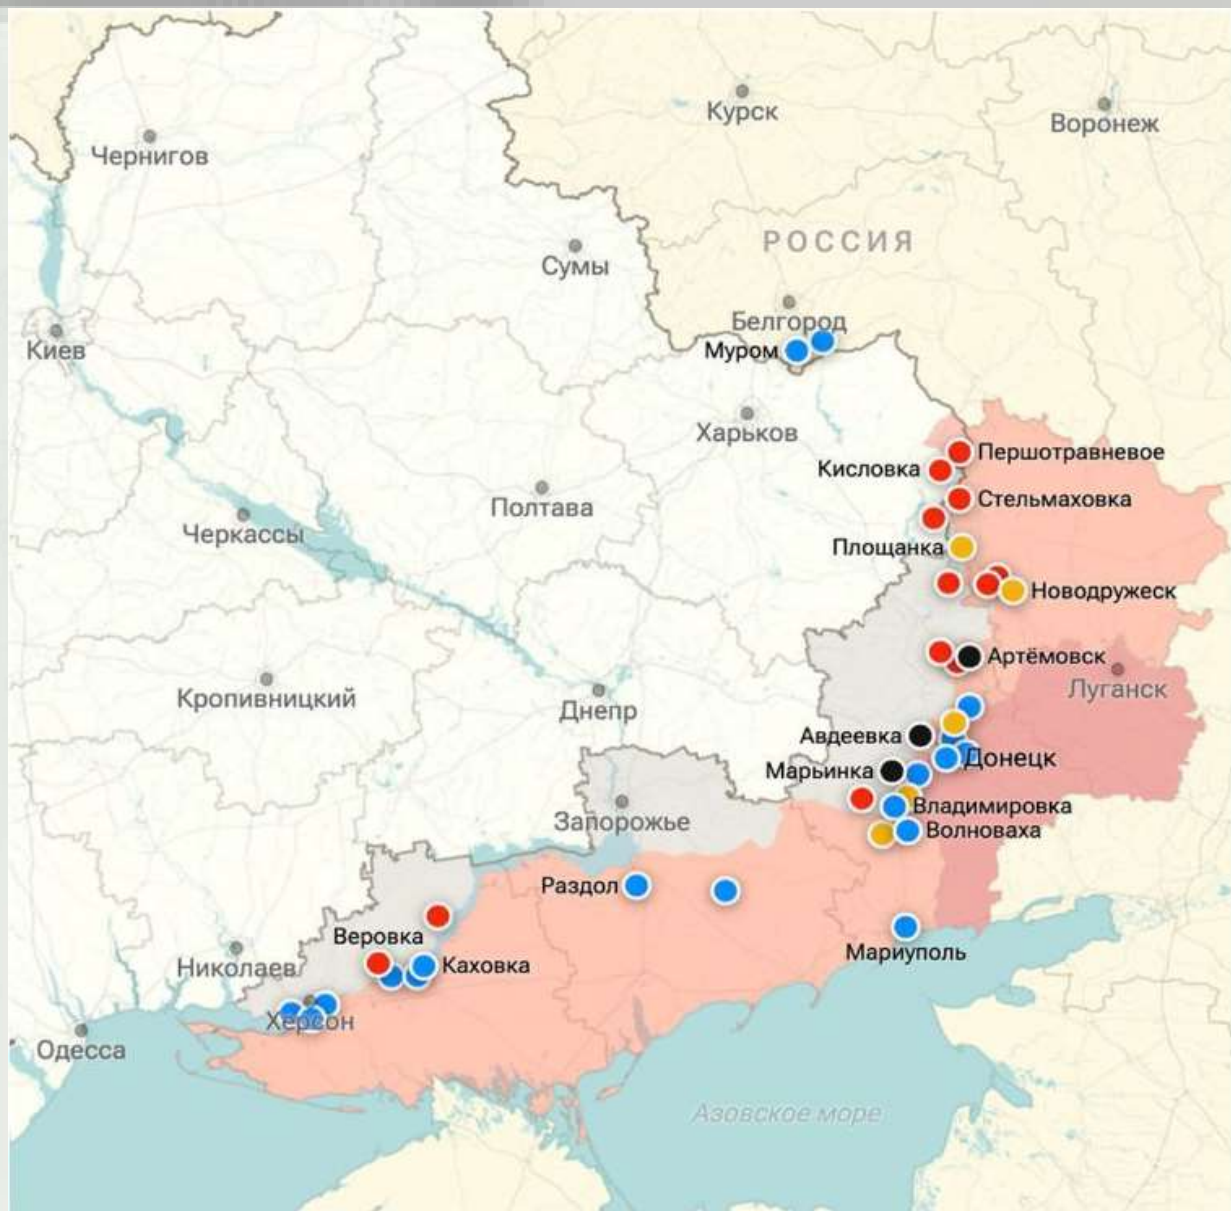 Курск
Воронеж
Чернигов
РОССИЯ
Сумы
Белгород
Киев
Муром
Харьков
Першотравневое
Кисловка
Полтава
Стельмаховка
Черкассы
Площанка
Новодружеск
Артёмовск
Луганск
Кропивницкий
Днепр
Авдеевка
Донецк
Марьинка
Владимировка
Запорожье
Волноваха
Раздол
Веровка
Мариуполь
Николаев
Каховка
Херсон
Одесса
Азовское море